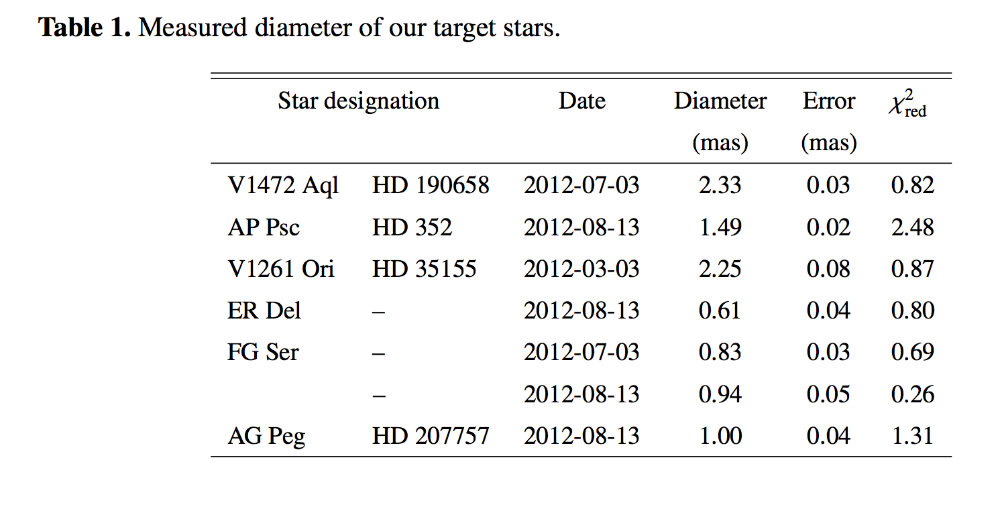 Table 1. Measured diameter of our target stars.
Star designation Date Diameter Error χ²red
(mas) (mas)
V1472 Aql HD 190658 2012-07-03 2.33 0.03 0.82
AP Psc HD 352 2012-08-13 1.49 0.02 2.48
V1261 Ori HD 35155 2012-03-03 2.25 0.08 0.87
ER Del – 2012-08-13 0.61 0.04 0.80
FG Ser – 2012-07-03 0.83 0.03 0.69
– 2012-08-13 0.94 0.05 0.26
AG Peg HD 207757 2012-08-13 1.00 0.04 1.31